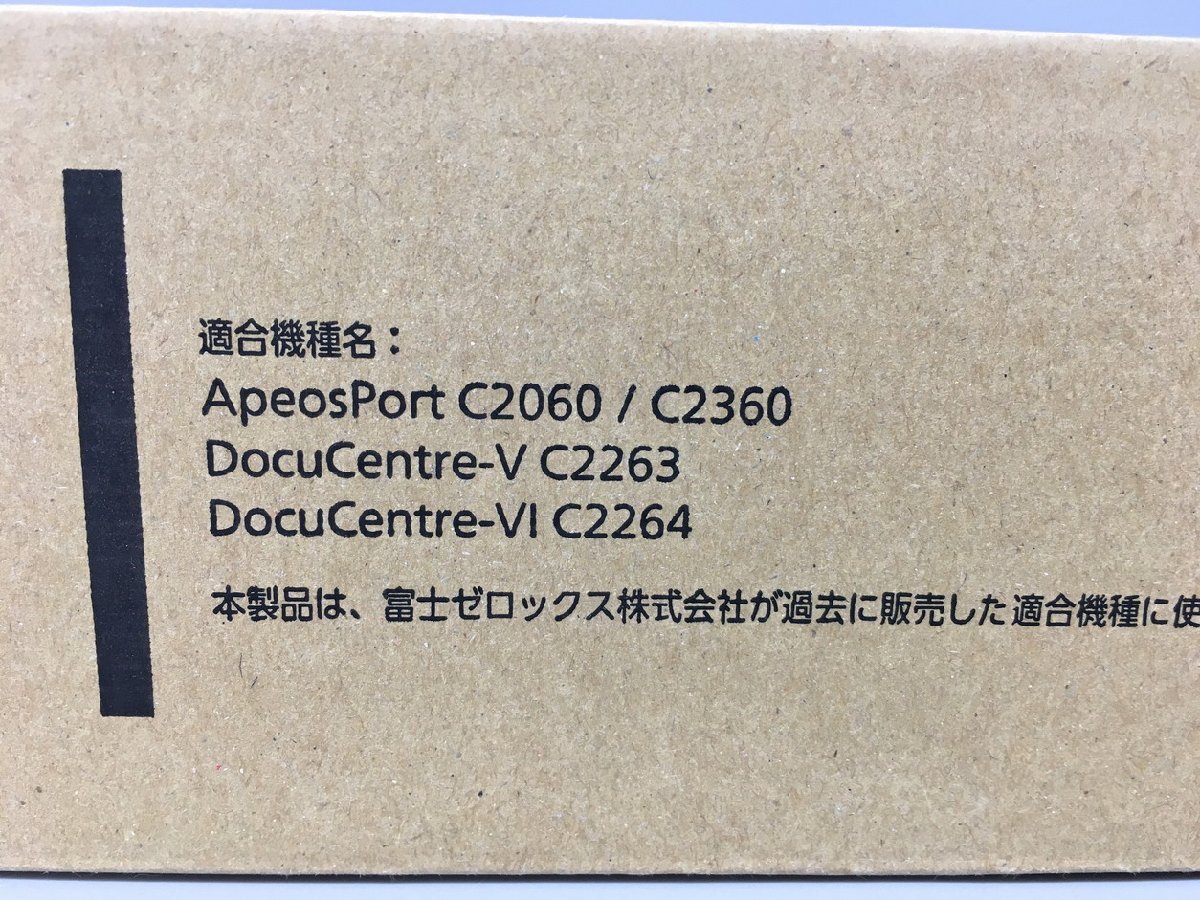 適合機種名：
ApeosPort C2060 / C2360
DocuCentre-V C2263
DocuCentre-VI C2264
本製品は、富士ゼロックス株式会社が過去に販売した適合機種に使